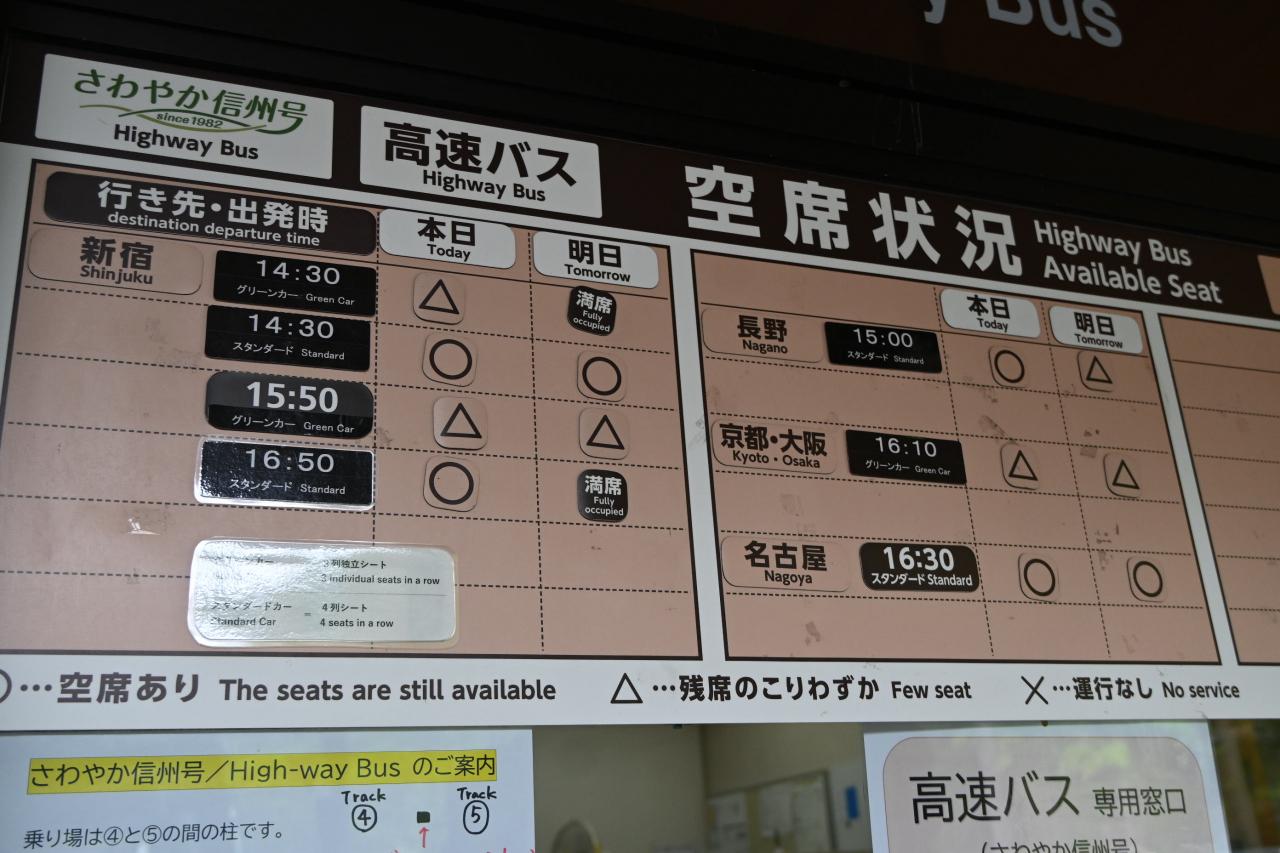 y Bus
さわやか信州号
since 1982
Highway Bus
高速バス
Highway Bus
空席状況
Highway Bus
Available Seat
行き先・出発時
destination departure time
本日
Today
明日
Tomorrow
新宿
Shinjuku
14:30
グリーンカー Green Car
△
満席
Fully
occupied
14:30
スタンダード Standard
○
○
15:50
グリーンカー Green Car
△
△
16:50
スタンダード Standard
○
満席
Fully
occupied
3列独立シート
3 individual seats in a row
スタンダードカー = 4列シート
Standard Car 4 seats in a row
本日
Today
明日
Tomorrow
長野
Nagano
15:00
スタンダード Standard
○
△
京都・大阪
Kyoto・Osaka
16:10
グリーンカー Green Car
△
△
名古屋
Nagoya
16:30
スタンダード Standard
○
○
○…空席あり The seats are still available
△…残席のこりわずか Few seat
×…運行なし No service
さわやか信州号/High-way Bus のご案内
Track
④
Track
⑤
乗り場は④と⑤の間の柱です。
高速バス 専用窓口
(さわやか信州号)